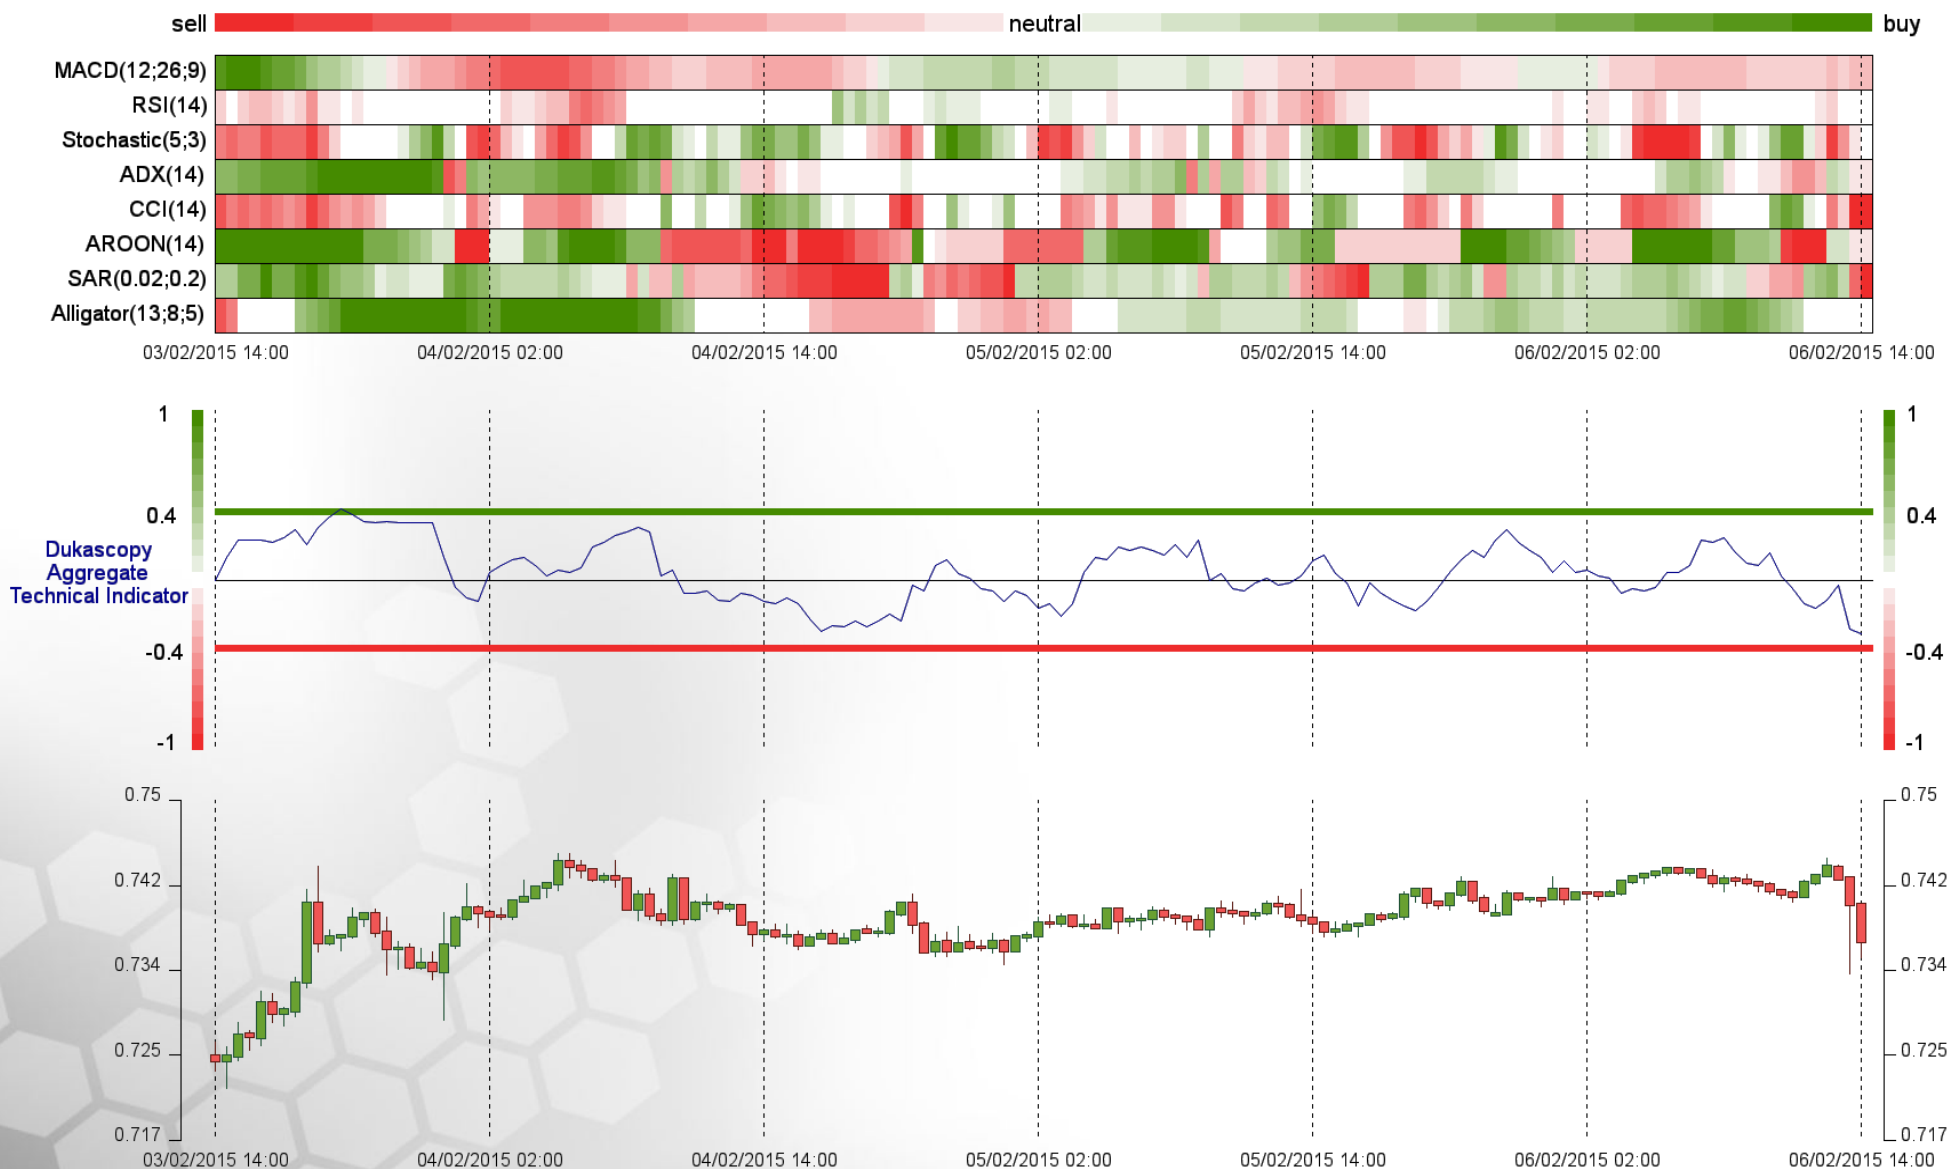 sell neutral buy
MACD(12;26;9)
RSI(14)
Stochastic(5;3)
ADX(14)
CCI(14)
AROON(14)
SAR(0.02;0.2)
Alligator(13;8;5)
03/02/2015 14:00 04/02/2015 02:00 04/02/2015 14:00 05/02/2015 02:00 05/02/2015 14:00 06/02/2015 02:00 06/02/2015 14:00
1 1
0.4 0.4
Dukascopy
Aggregate
Technical Indicator
-0.4 -0.4
-1 -1
0.75 0.75
0.742 0.742
0.734 0.734
0.725 0.725
0.717 0.717
03/02/2015 14:00 04/02/2015 02:00 04/02/2015 14:00 05/02/2015 02:00 05/02/2015 14:00 06/02/2015 02:00 06/02/2015 14:00